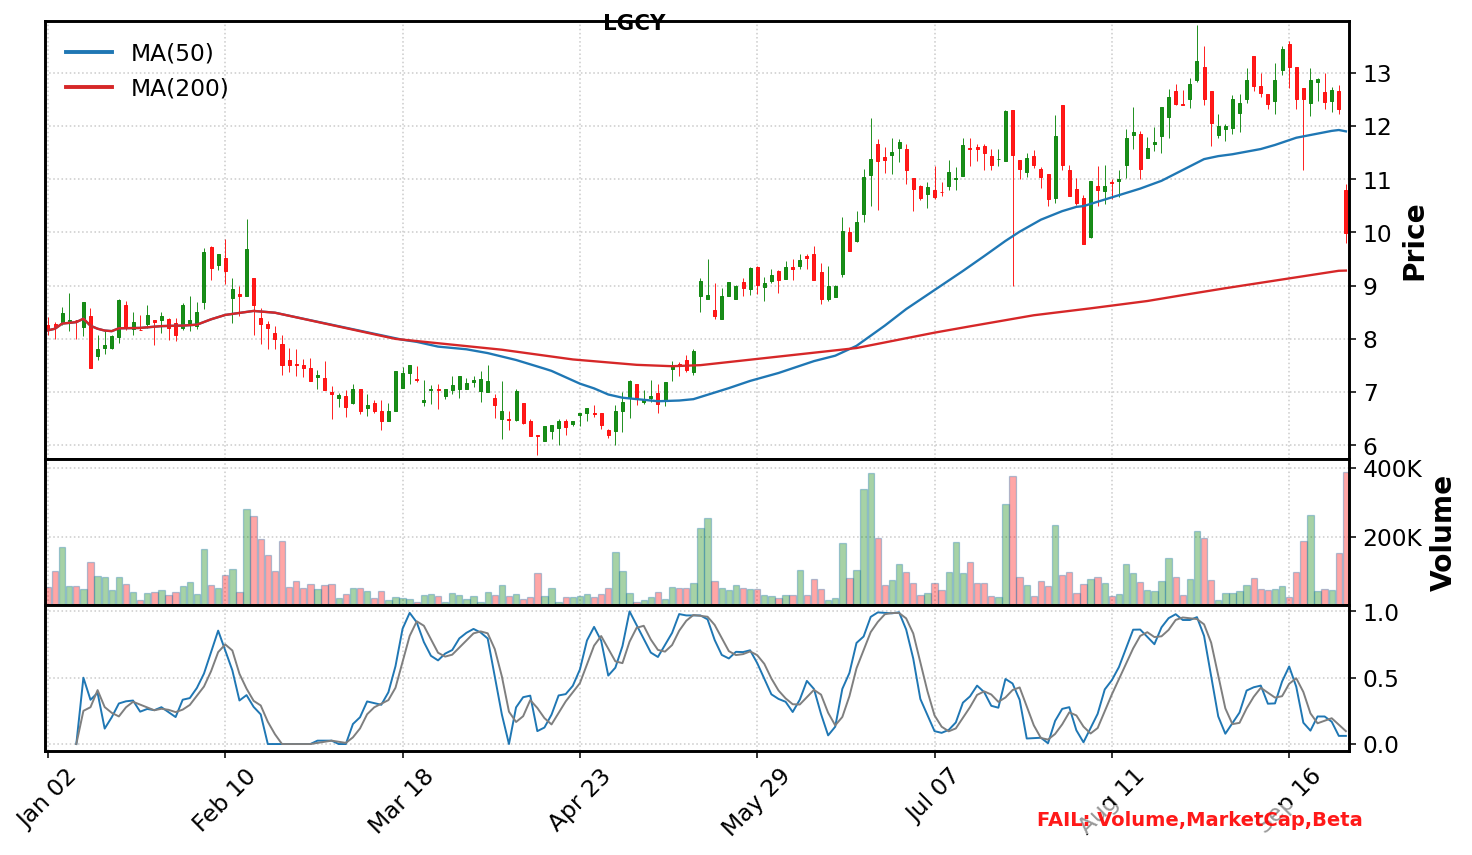 LGCY
MA(50)
MA(200)
13
12
11
10
9
8
7
6
Price
400K
200K
Volume
1.0
0.5
0.0
Jan 02
Feb 10
Mar 18
Apr 23
May 29
Jul 07
Aug 11
Sep 16
FAIL: Volume,MarketCap,Beta